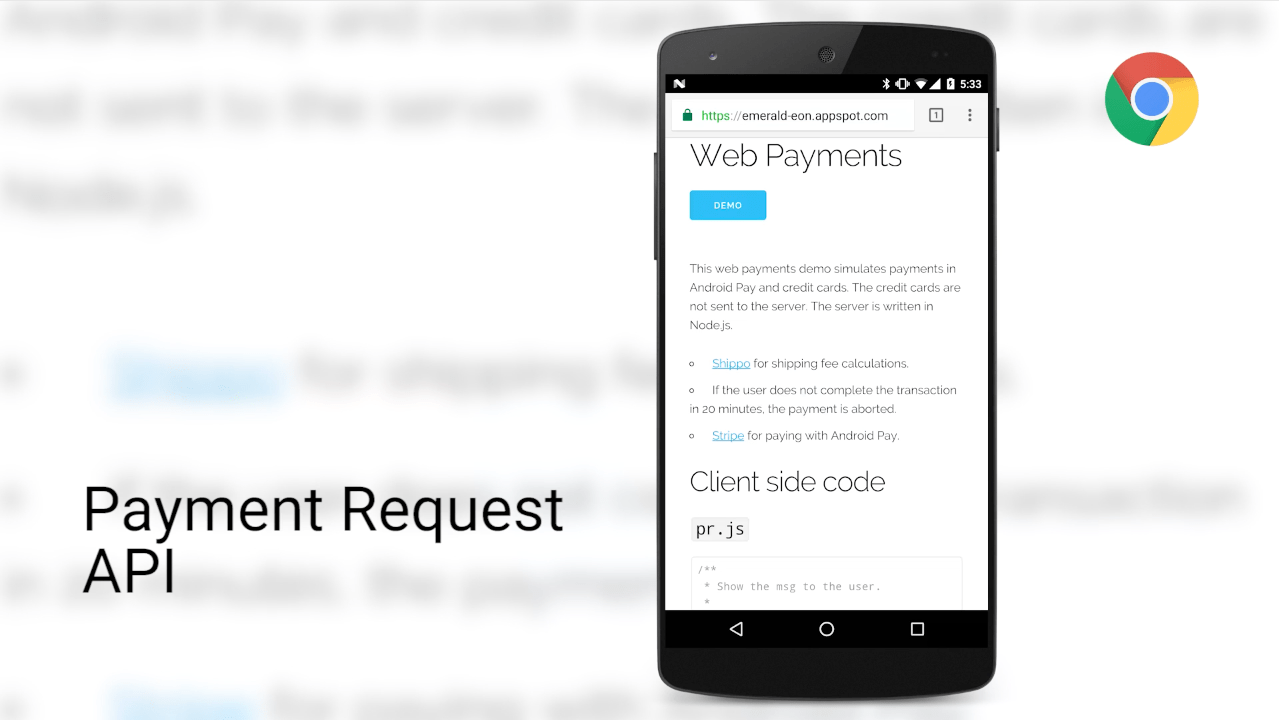 5:33
https://emerald-eon.appspot.com
1
Web Payments
DEMO
This web payments demo simulates payments in
Android Pay and credit cards. The credit cards are
not sent to the server. The server is written in
Node.js.
Shippo for shipping fee calculations.
If the user does not complete the transaction
in 20 minutes, the payment is aborted.
Stripe for paying with Android Pay.
Client side code
pr.js
/**
* Show the msg to the user.
*
Payment Request
API